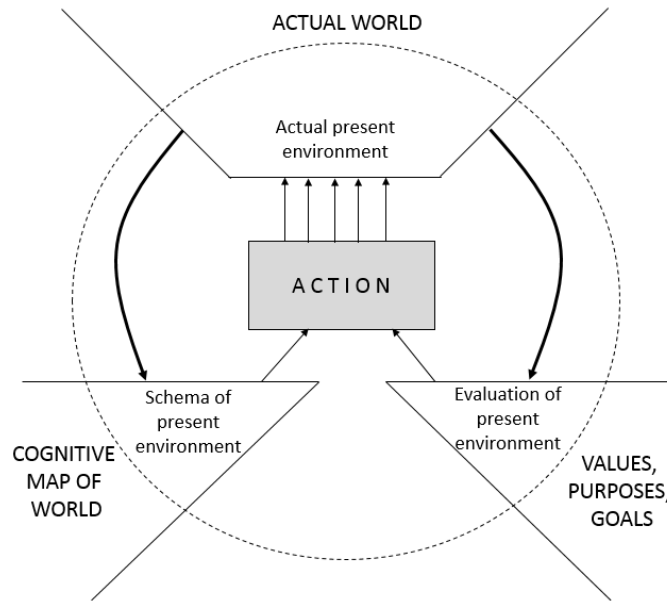 ACTUAL WORLD
Actual present
environment
A C T I O N
Schema of
present
environment
Evaluation of
present
environment
COGNITIVE
MAP OF
WORLD
VALUES,
PURPOSES,
GOALS